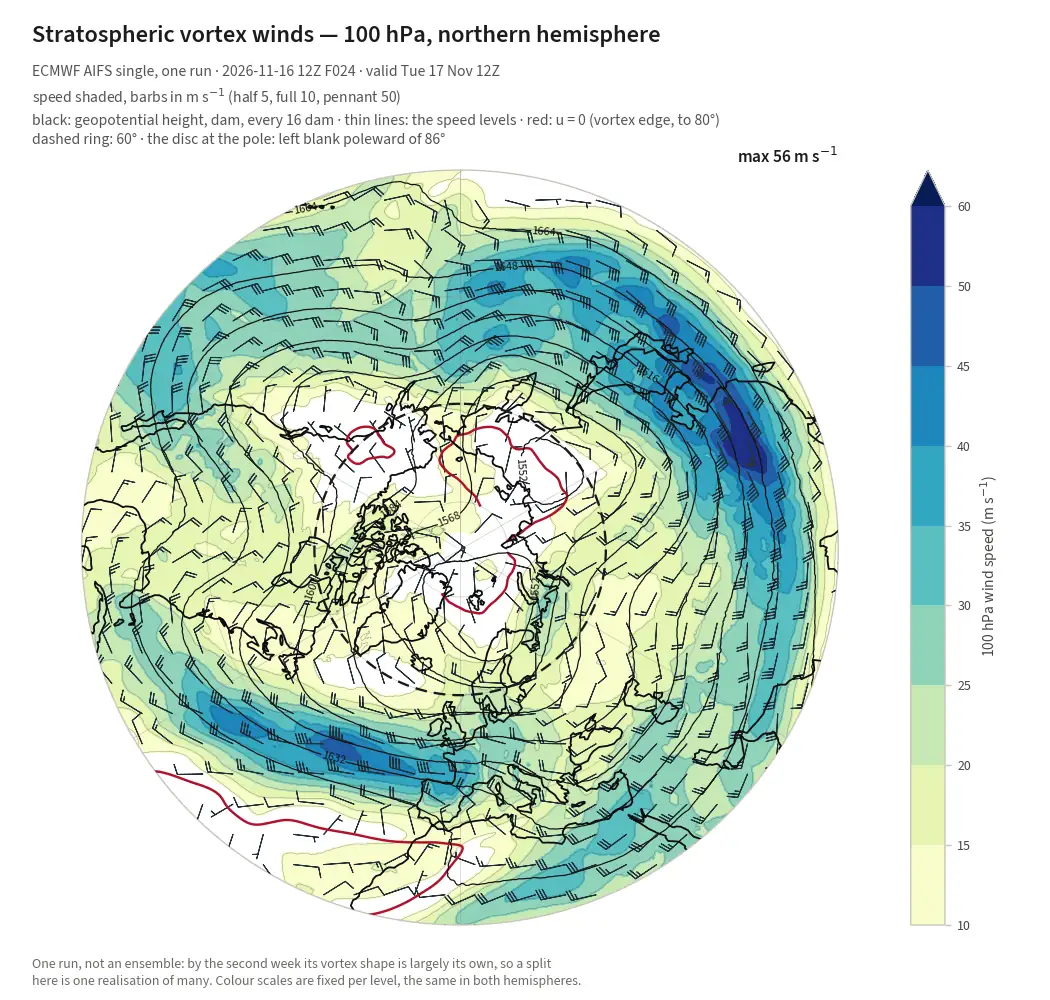 Stratospheric vortex winds — 100 hPa, northern hemisphere
ECMWF AIFS single, one run · 2026-11-16 12Z F024 · valid Tue 17 Nov 12Z
speed shaded, barbs in m s⁻¹ (half 5, full 10, pennant 50)
black: geopotential height, dam, every 16 dam · thin lines: the speed levels · red: u = 0 (vortex edge, to 80°)
dashed ring: 60° · the disc at the pole: left blank poleward of 86°
max 56 m s⁻¹
1664
1664
1648
1616
1552
1568
1632
60
50
45
40
35
30
25
20
15
10
100 hPa wind speed (m s⁻¹)
One run, not an ensemble: by the second week its vortex shape is largely its own, so a split
here is one realisation of many. Colour scales are fixed per level, the same in both hemispheres.